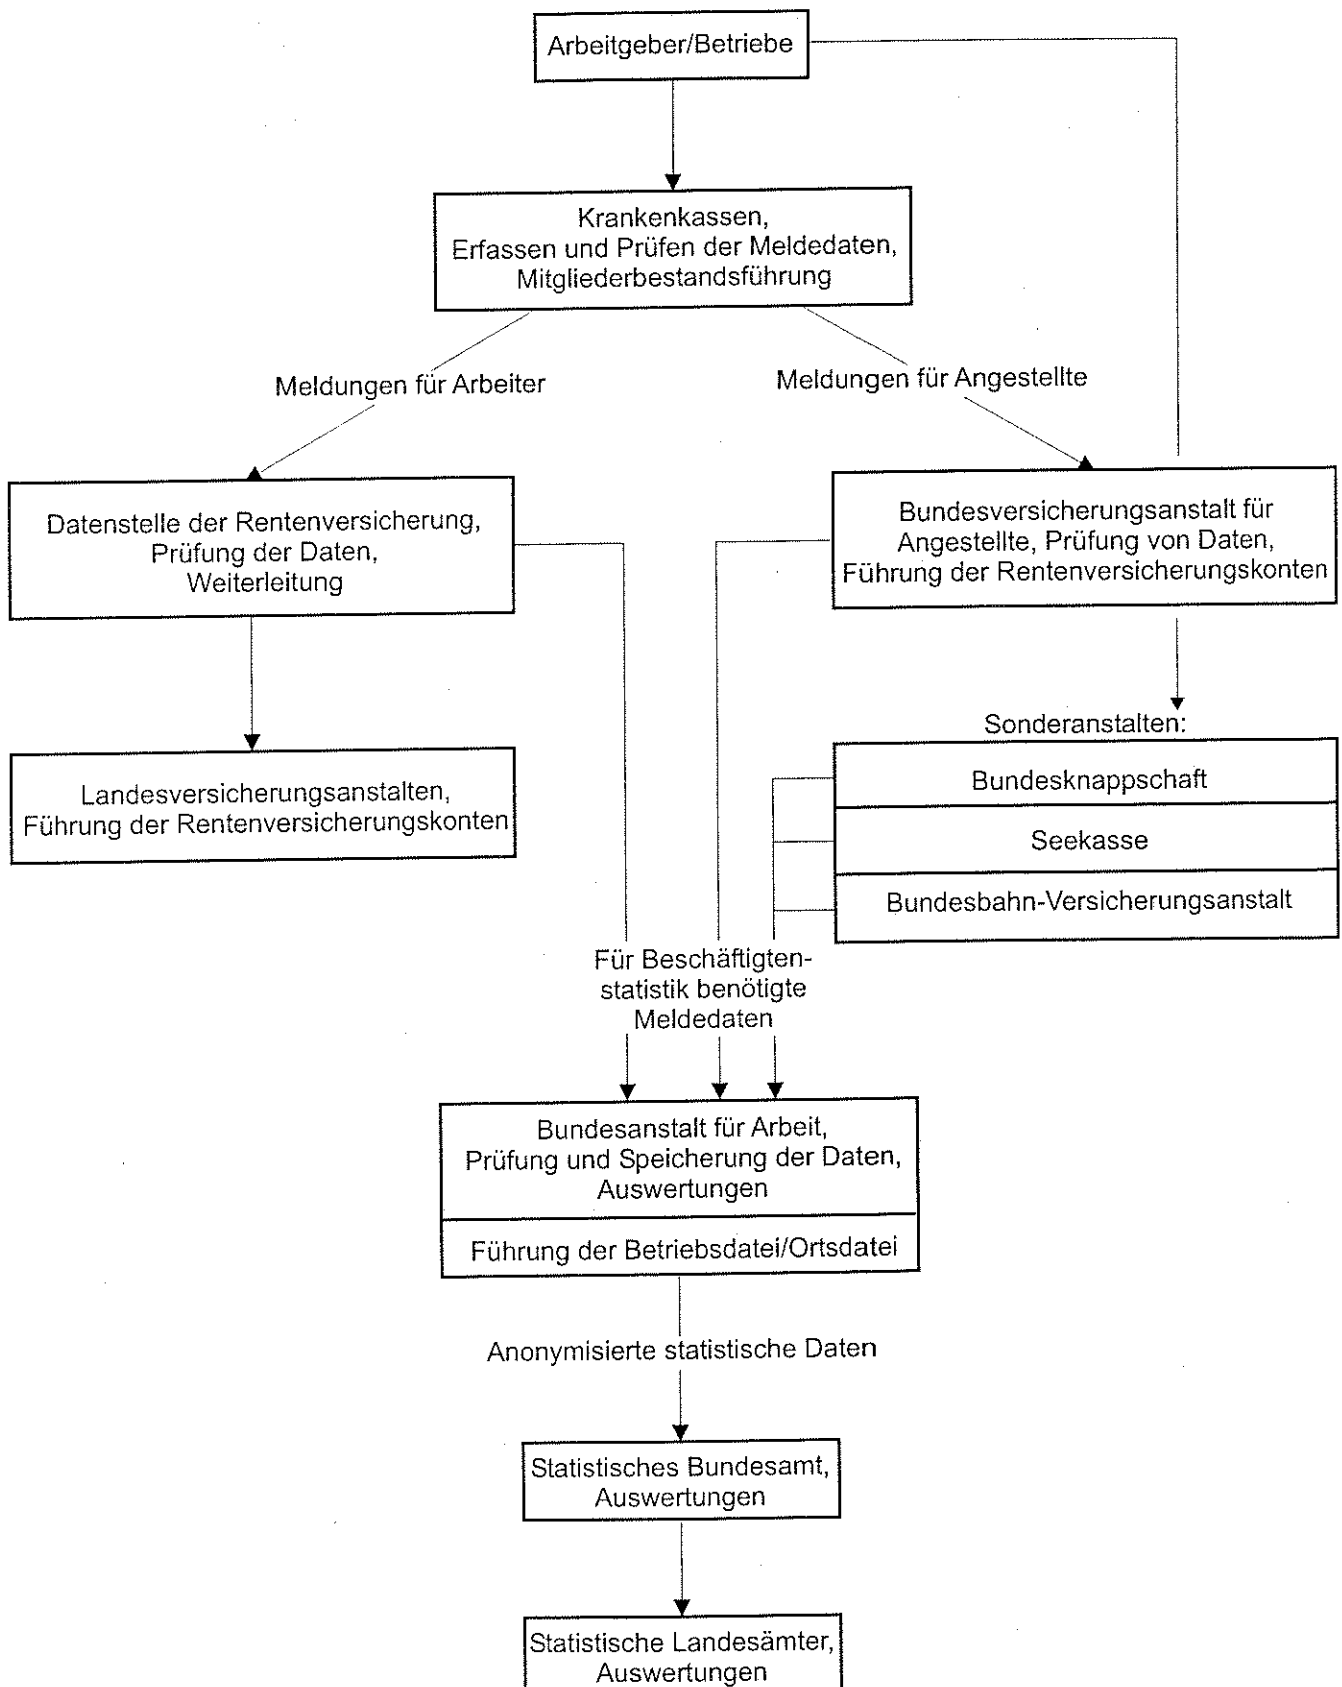 Arbeitgeber/Betriebe
Krankenkassen,
Erfassen und Prüfen der Meldedaten,
Mitgliederbestandsführung
Meldungen für Arbeiter
Meldungen für Angestellte
Datenstelle der Rentenversicherung,
Prüfung der Daten,
Weiterleitung
Bundesversicherungsanstalt für
Angestellte, Prüfung von Daten,
Führung der Rentenversicherungskonten
Landesversicherungsanstalten,
Führung der Rentenversicherungskonten
Sonderanstalten:
Bundesknappschaft
Seekasse
Bundesbahn-Versicherungsanstalt
Für Beschäftigten-
statistik benötigte
Meldedaten
Bundesanstalt für Arbeit,
Prüfung und Speicherung der Daten,
Auswertungen
Führung der Betriebsdatei/Ortsdatei
Anonymisierte statistische Daten
Statistisches Bundesamt,
Auswertungen
Statistische Landesämter,
Auswertungen